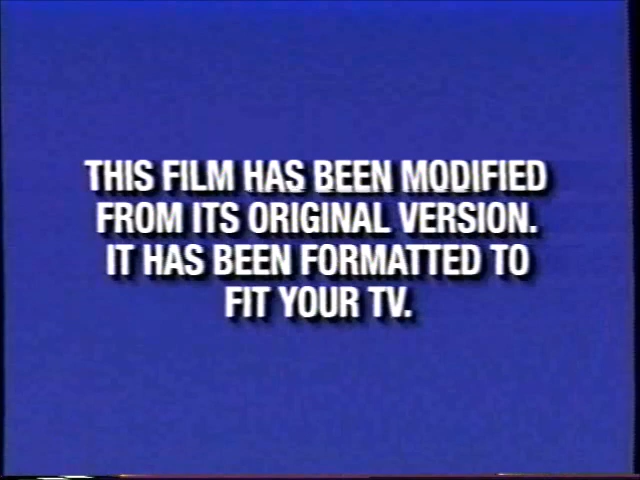 THIS FILM HAS BEEN MODIFIED
FROM ITS ORIGINAL VERSION.
IT HAS BEEN FORMATTED TO
FIT YOUR TV.